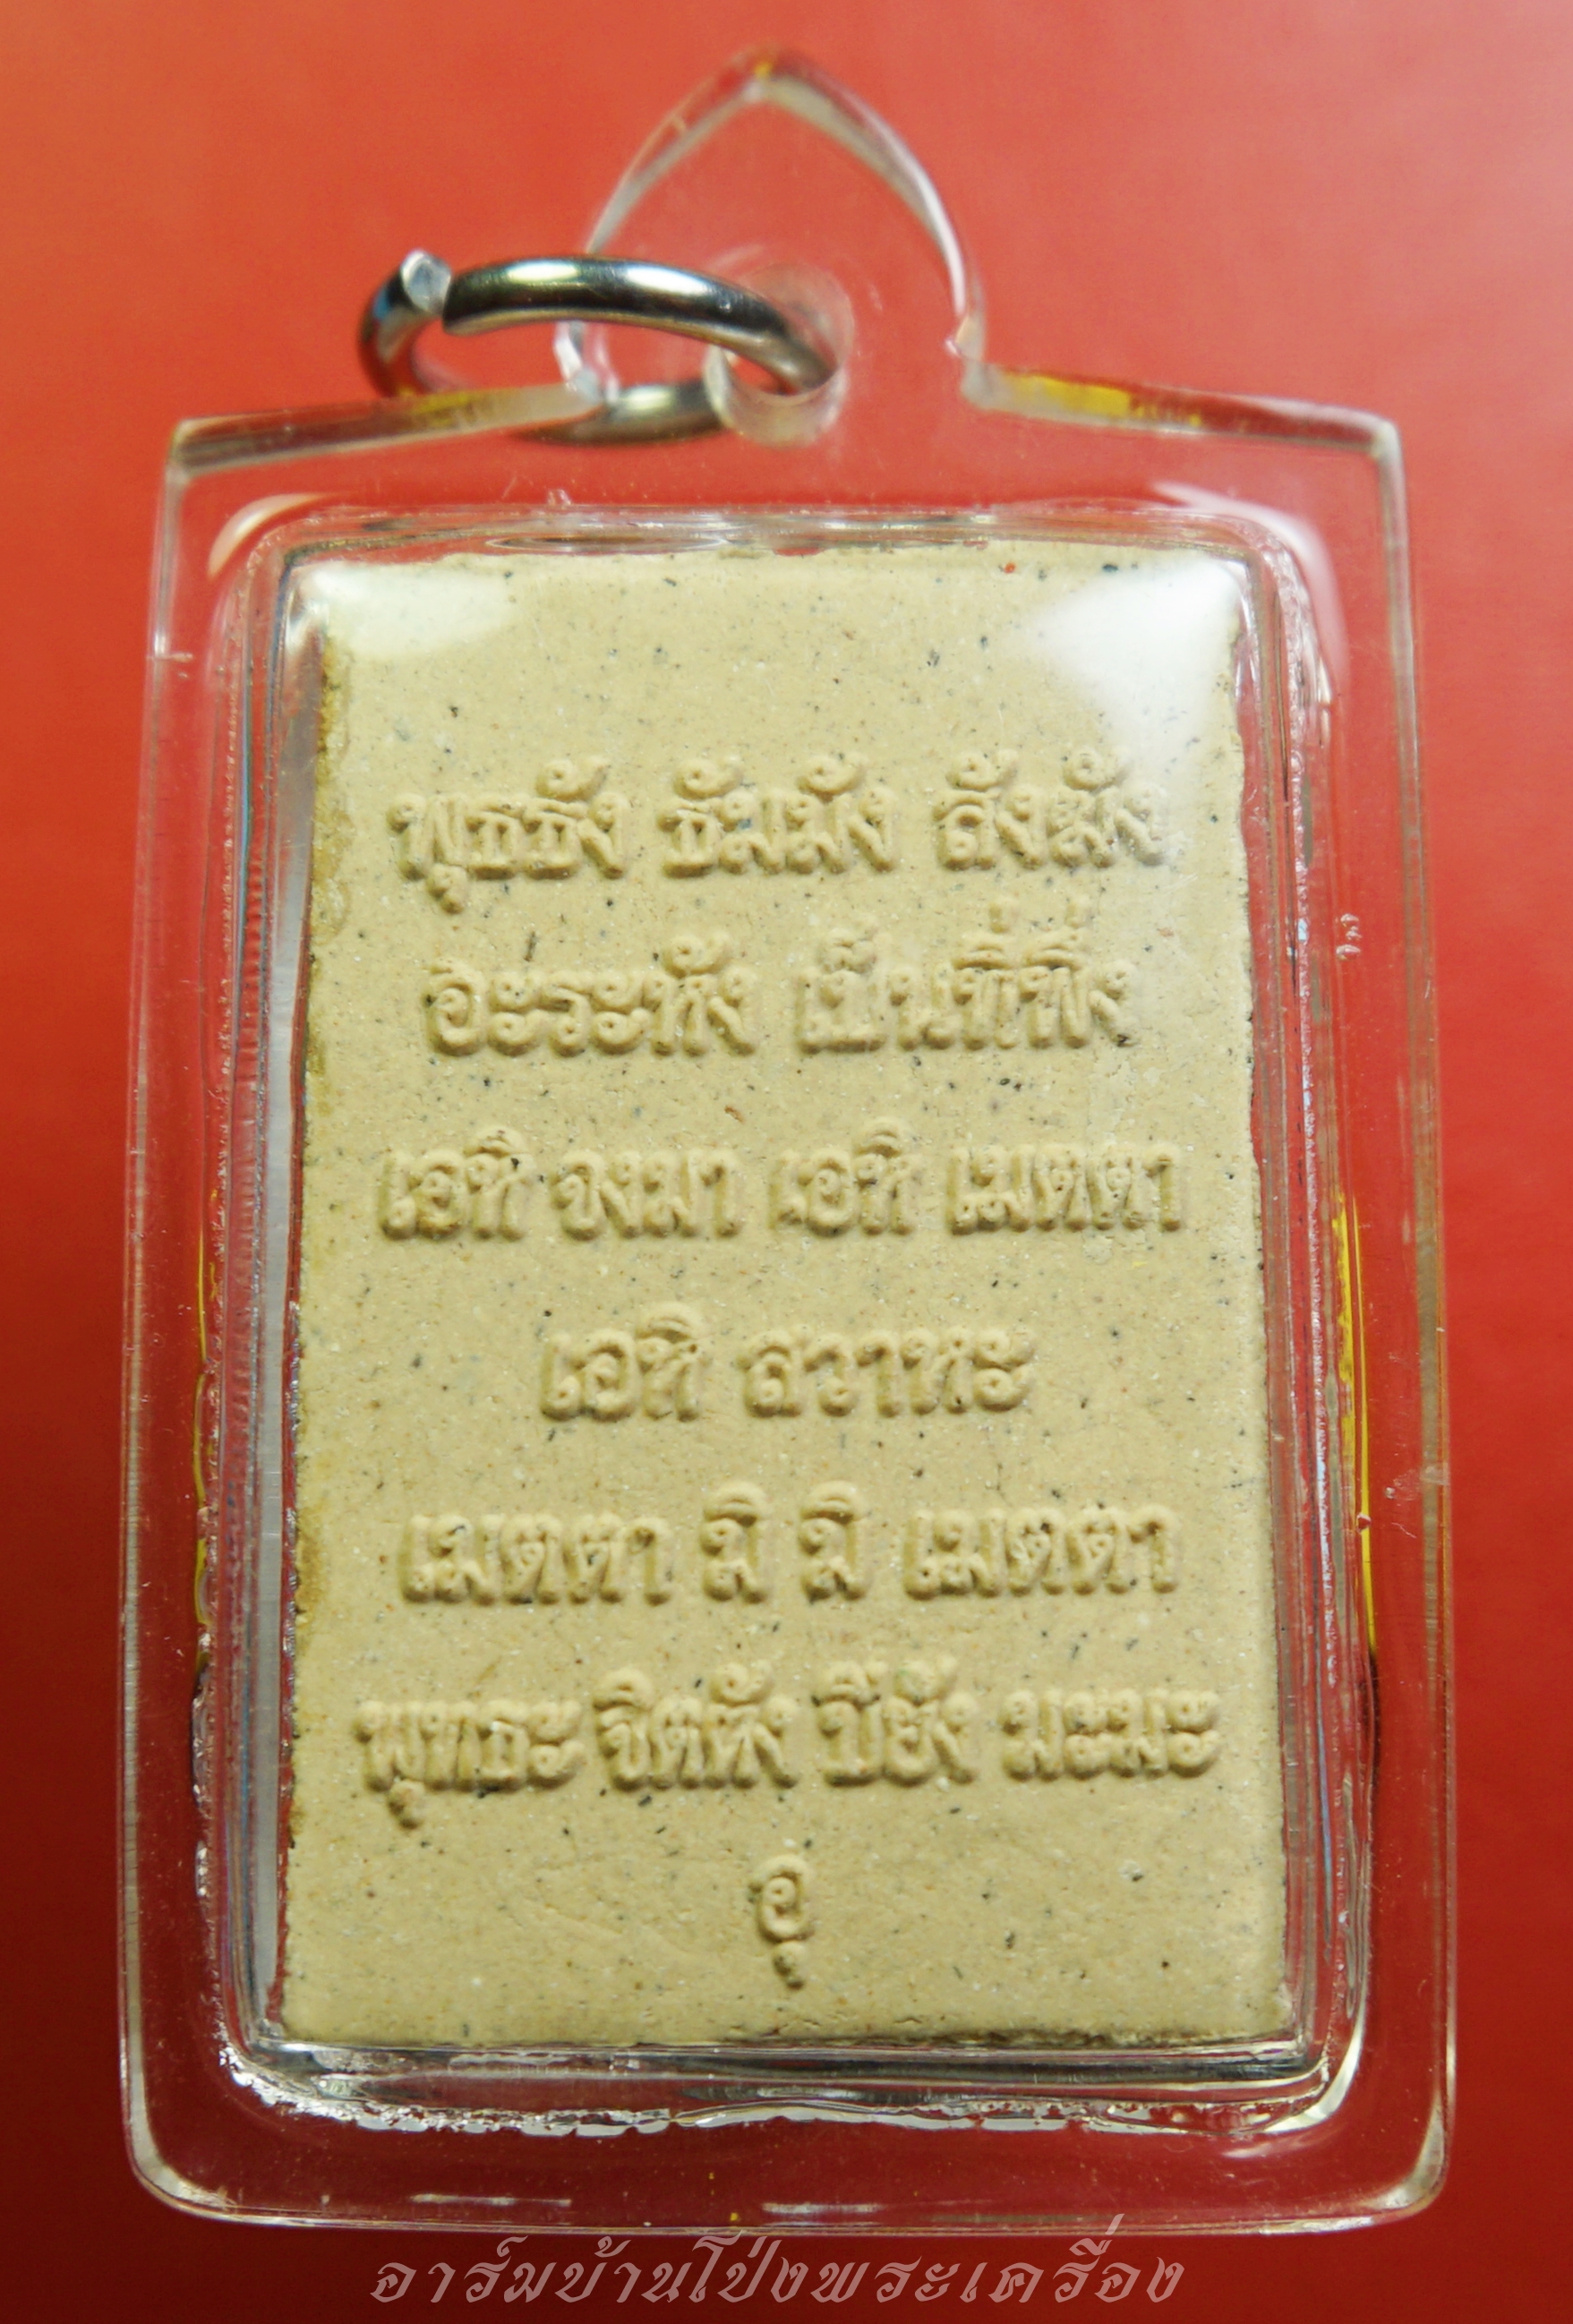 พุธธัง ธัมมัง สังฆัง
อะระหัง เป็นที่พึ่ง
เอหิ จงมา เอหิ เมตตา
เอหิ สวาหะ
เมตตา มิ มิ เมตตา
พุทธะ จิตตัง ปิยัง มะมะ
อุ
อาร์มบ้านโป่งพระเครื่อง